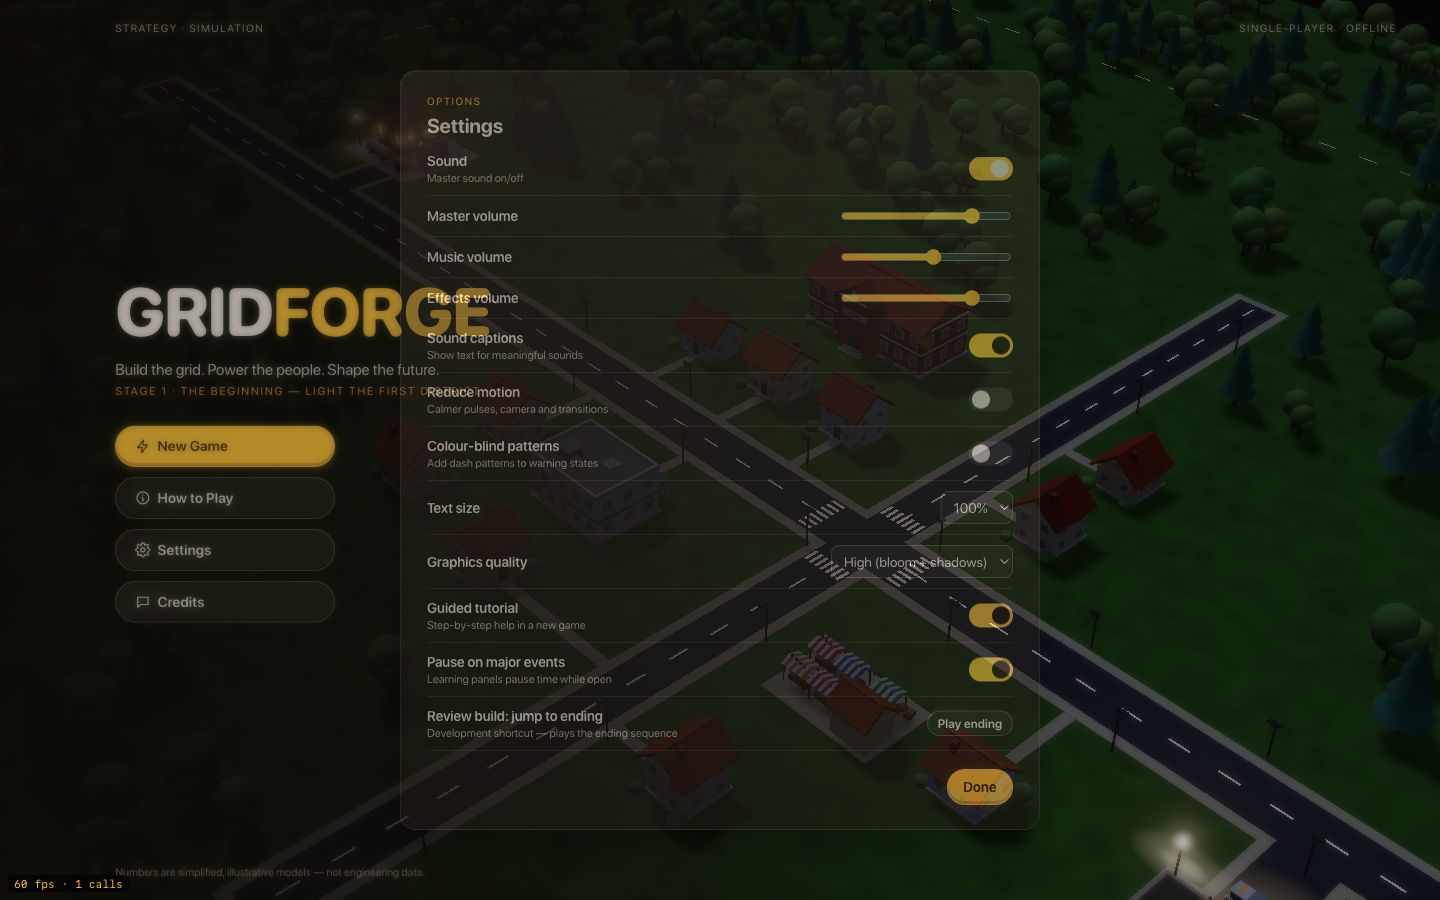 STRATEGY · SIMULATION
SINGLE-PLAYER · OFFLINE
OPTIONS
Settings
Sound
Master sound on/off
Master volume
Music volume
Effects volume
Sound captions
Show text for meaningful sounds
Reduce motion
Calmer pulses, camera and transitions
Colour-blind patterns
Add dash patterns to warning states
Text size
100%
Graphics quality
High (bloom + shadows)
Guided tutorial
Step-by-step help in a new game
Pause on major events
Learning panels pause time while open
Review build: jump to ending
Development shortcut — plays the ending sequence
Play ending
Done
GRIDFORGE
Build the grid. Power the people. Shape the future.
STAGE 1 · THE BEGINNING — LIGHT THE FIRST
New Game
How to Play
Settings
Credits
Numbers are simplified, illustrative models — not engineering data.
60 fps · 1 calls